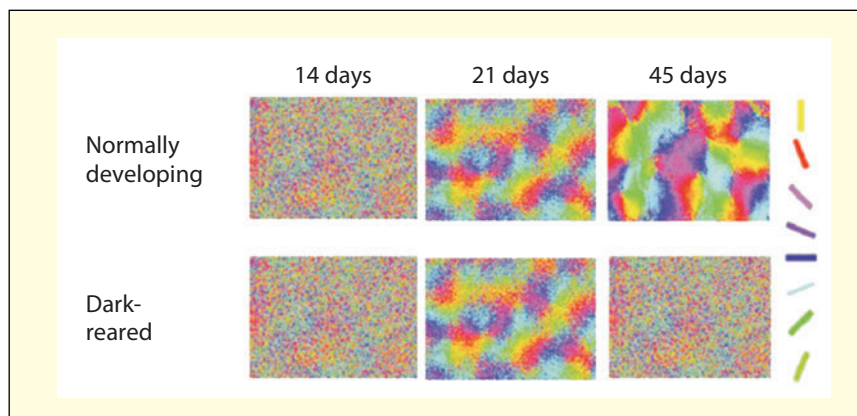 14 days 21 days 45 days
Normally
developing
Dark-
reared